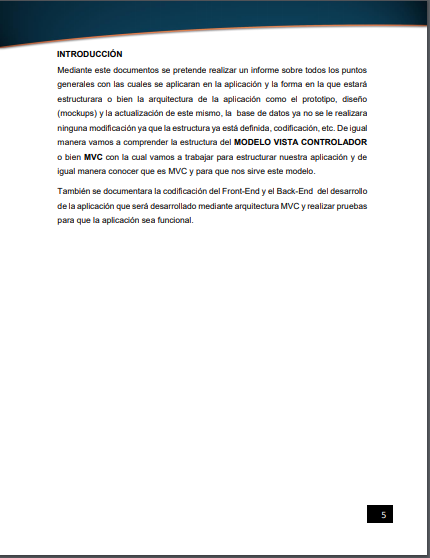 INTRODUCCIÓN
Mediante este documentos se pretende realizar un informe sobre todos los puntos
generales con las cuales se aplicaran en la aplicación y la forma en la que estará
estructurara o bien la arquitectura de la aplicación como el prototipo, diseño
(mockups) y la actualización de este mismo, la base de datos ya no se le realizara
ninguna modificación ya que la estructura ya está definida, codificación, etc. De igual
manera vamos a comprender la estructura del MODELO VISTA CONTROLADOR
o bien MVC con la cual vamos a trabajar para estructurar nuestra aplicación y de
igual manera conocer que es MVC y para que nos sirve este modelo.
También se documentara la codificación del Front-End y el Back-End del desarrollo
de la aplicación que será desarrollado mediante arquitectura MVC y realizar pruebas
para que la aplicación sea funcional.
5